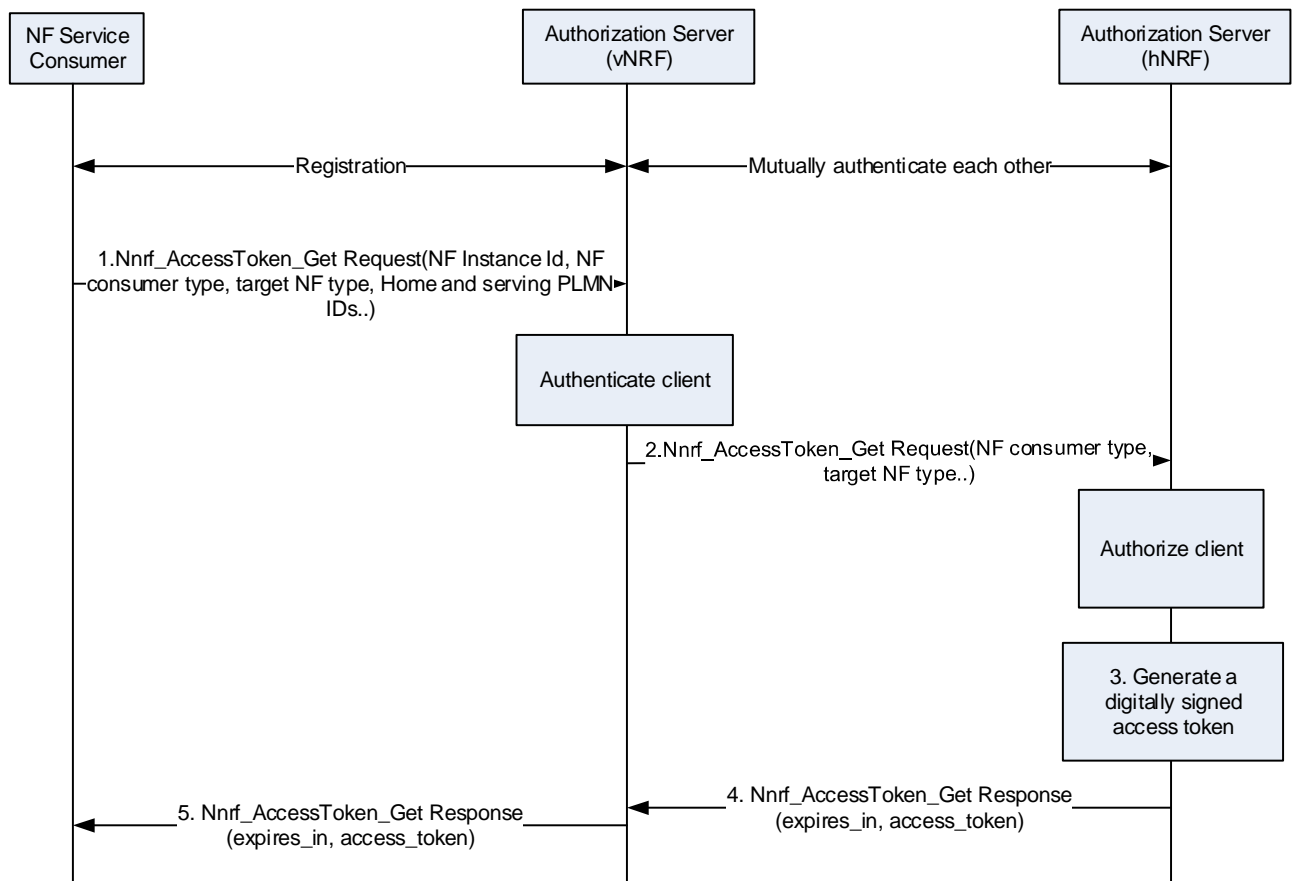 NF Service
Consumer
Authorization Server
(vNRF)
Authorization Server
(hNRF)
Registration
Mutually authenticate each other
1.Nnrf_AccessToken_Get Request(NF Instance Id, NF
consumer type, target NF type, Home and serving PLMN
IDs..)
Authenticate client
2.Nnrf_AccessToken_Get Request(NF consumer type,
target NF type..)
Authorize client
3. Generate a
digitally signed
access token
4. Nnrf_AccessToken_Get Response
(expires_in, access_token)
5. Nnrf_AccessToken_Get Response
(expires_in, access_token)